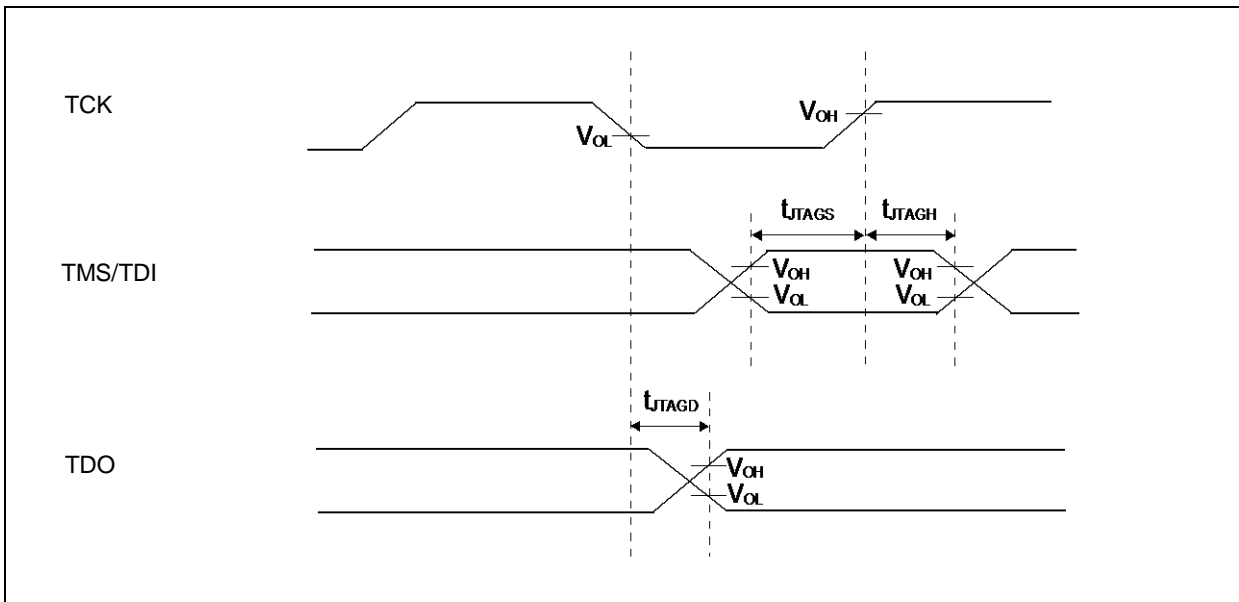 TCK
VOL
VOH
tJTAGS
tJTAGH
TMS/TDI
VOH
VOL
VOH
VOL
tJTAGD
TDO
VOH
VOL